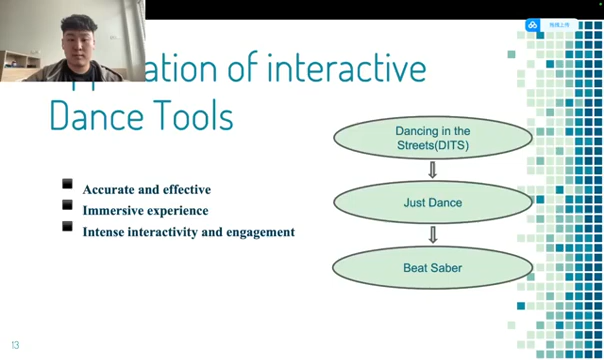 ation of interactive
Dance Tools
Accurate and effective
Immersive experience
Intense interactivity and engagement
Dancing in the
Streets(DITS)
Just Dance
Beat Saber
13